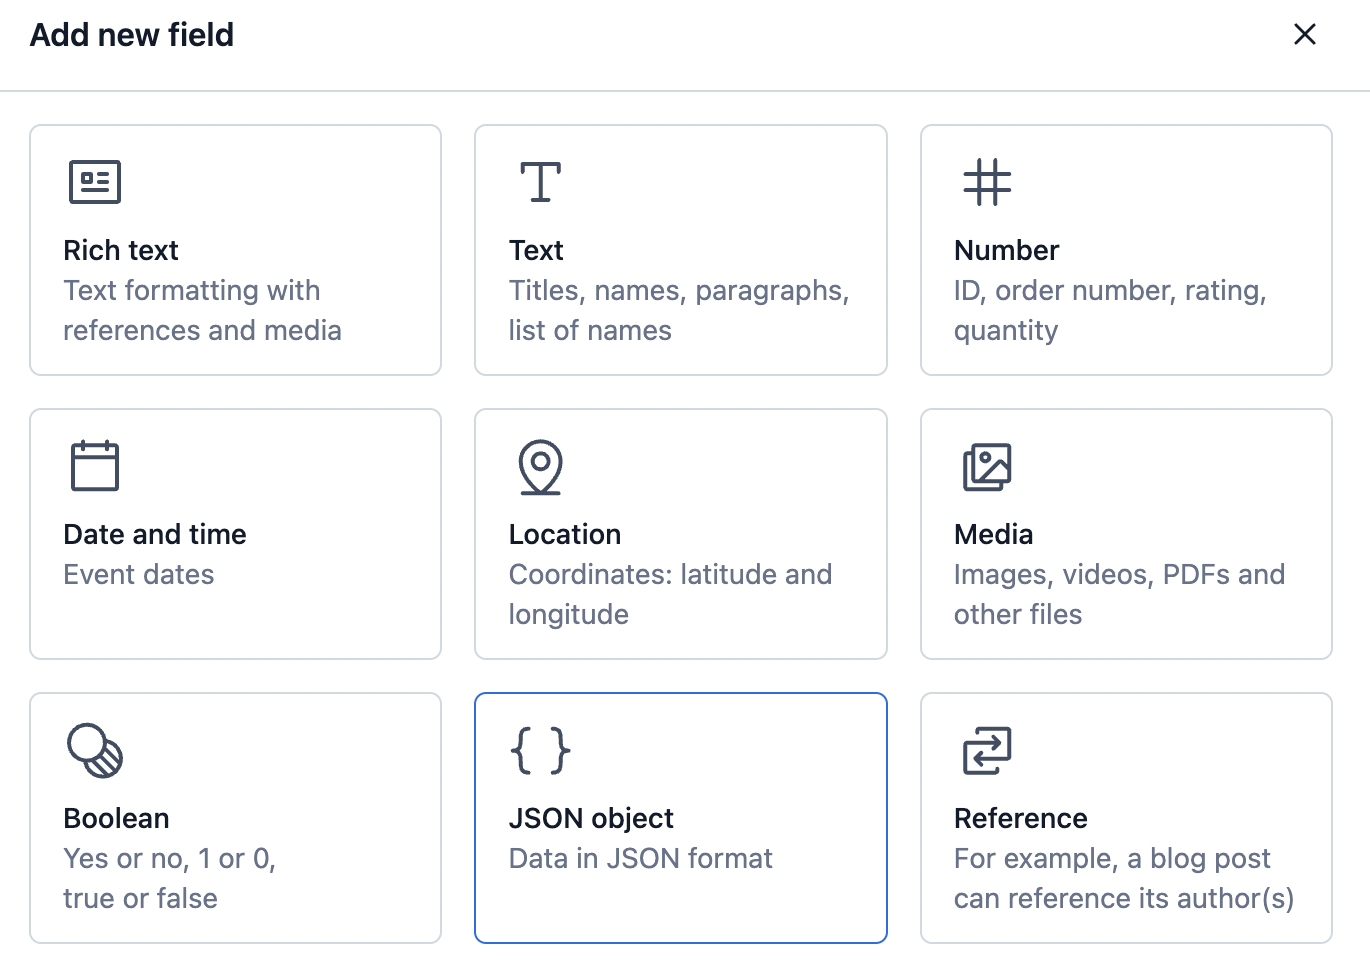 Add new field
Rich text
Text formatting with
references and media
Text
Titles, names, paragraphs,
list of names
Number
ID, order number, rating,
quantity
Date and time
Event dates
Location
Coordinates: latitude and
longitude
Media
Images, videos, PDFs and
other files
Boolean
Yes or no, 1 or 0,
true or false
JSON object
Data in JSON format
Reference
For example, a blog post
can reference its author(s)